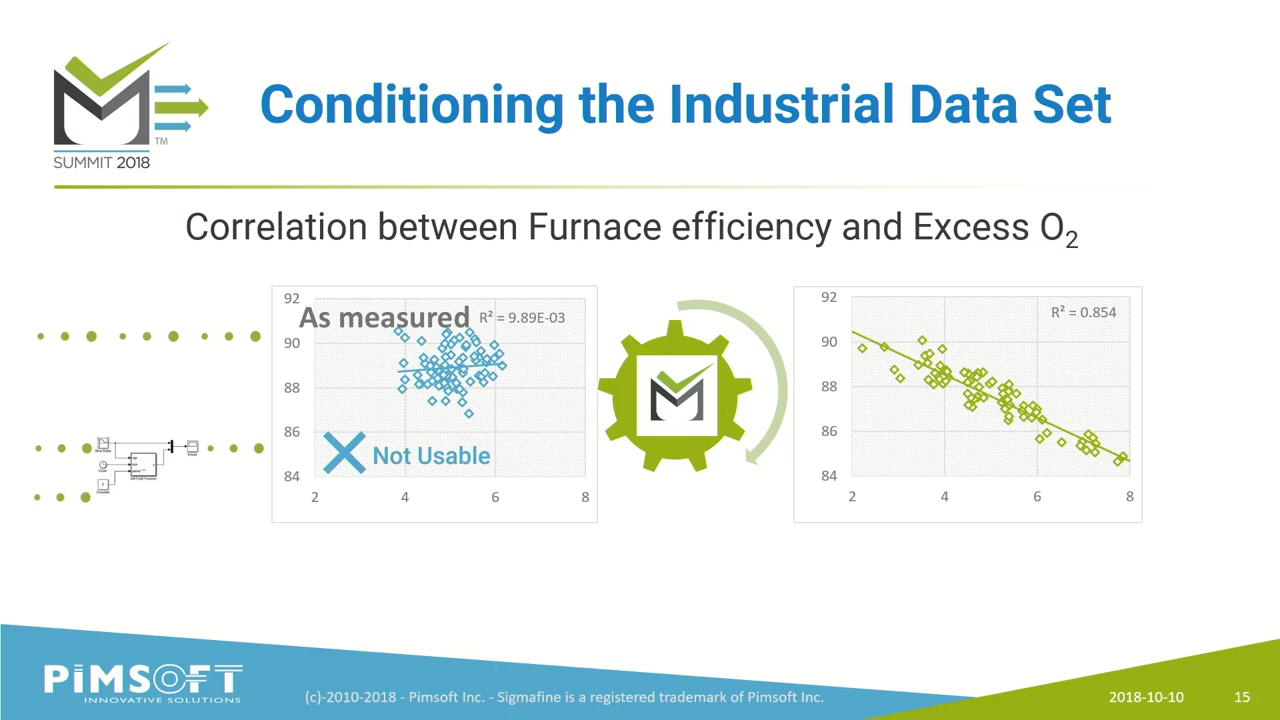 Conditioning the Industrial Data Set
TM
SUMMIT 2018
Correlation between Furnace efficiency and Excess O₂
As measured
R² = 9.89E-03
92
90
88
86
84
2 4 6 8
Not Usable
R² = 0.854
92
90
88
86
84
2 4 6 8
PiMSOFT
INNOVATIVE SOLUTIONS
(c)-2010-2018 - Pimsoft Inc. - Sigmafine is a registered trademark of Pimsoft Inc.
2018-10-10
15